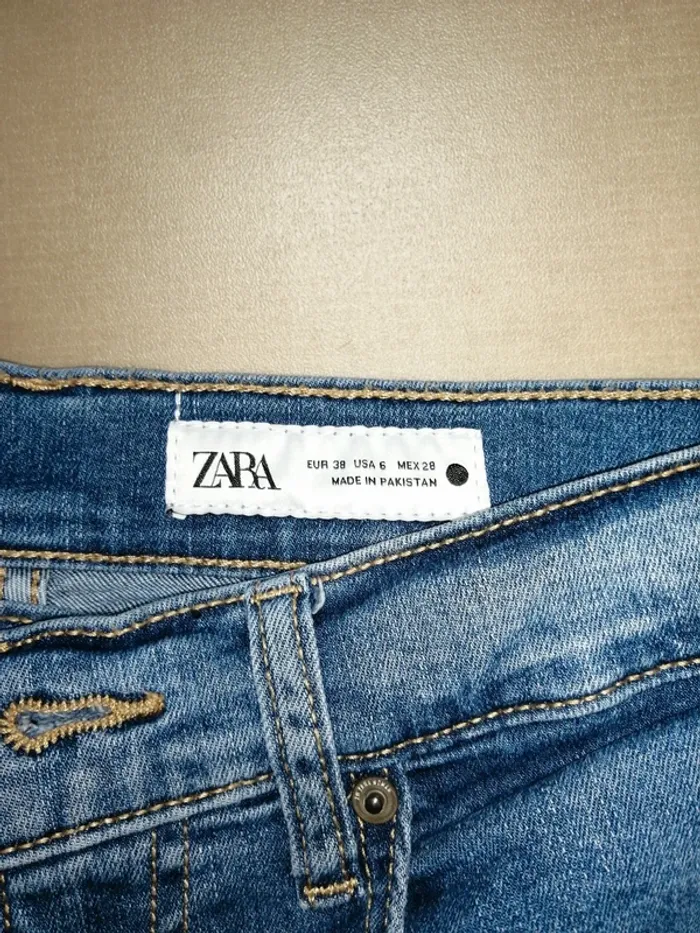 ZARA
EUR 38 USA 6 MEX 28
MADE IN PAKISTAN